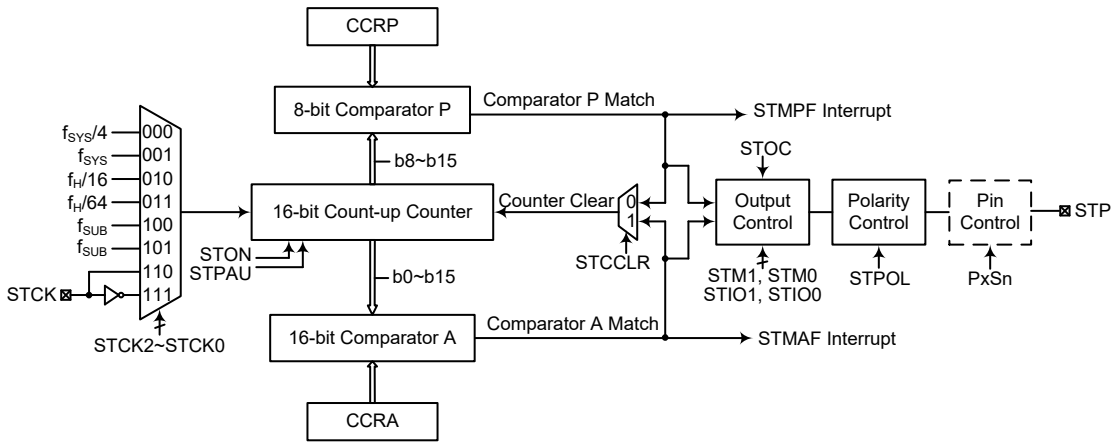 CCRP
8-bit Comparator P
Comparator P Match
STMPF Interrupt
b8~b15
fSYS/4
fSYS
fH/16
fH/64
fSUB
fSUB
STCK
000
001
010
011
100
101
110
111
STCK2~STCK0
16-bit Count-up Counter
STON
STPAU
Counter Clear
0
1
STCCLR
STOC
Output
Control
STM1, STM0
STIO1, STIO0
Polarity
Control
STPOL
Pin
Control
PxSn
STP
b0~b15
16-bit Comparator A
Comparator A Match
STMAF Interrupt
CCRA